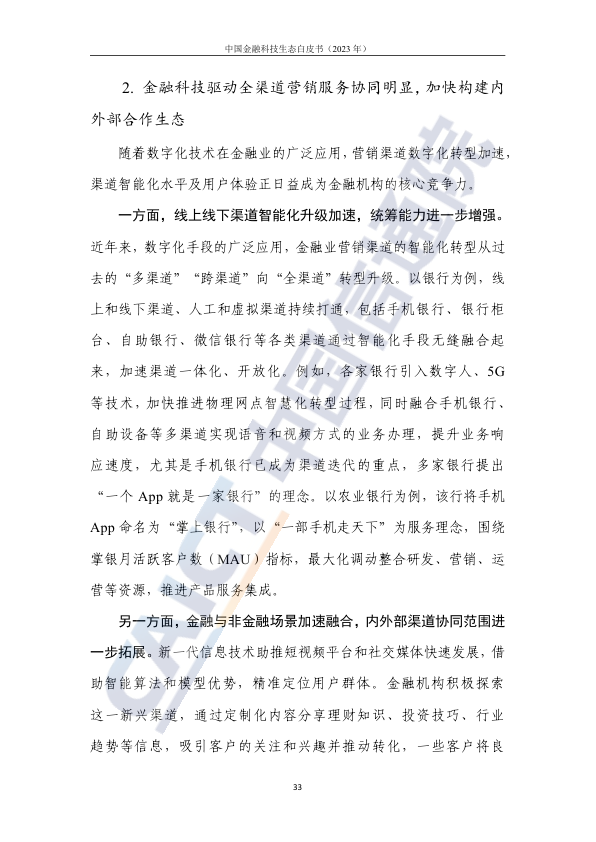 中国金融科技生态白皮书（2023 年）
2. 金融科技驱动全渠道营销服务协同明显，加快构建内
外部合作生态
随着数字化技术在金融业的广泛应用，营销渠道数字化转型加速，
渠道智能化水平及用户体验正日益成为金融机构的核心竞争力。
一方面，线上线下渠道智能化升级加速，统筹能力进一步增强。
近年来，数字化手段的广泛应用，金融业营销渠道的智能化转型从过
去的“多渠道”“跨渠道”向“全渠道”转型升级。以银行为例，线
上和线下渠道、人工和虚拟渠道持续打通，包括手机银行、银行柜
台、自助银行、微信银行等各类渠道通过智能化手段无缝融合起
来，加速渠道一体化、开放化。例如，各家银行引入数字人、5G
等技术，加快推进物理网点智慧化转型过程，同时融合手机银行、
自助设备等多渠道实现语音和视频方式的业务办理，提升业务响
应速度，尤其是手机银行已成为渠道迭代的重点，多家银行提出
“一个 App 就是一家银行”的理念。以农业银行为例，该行将手机
App 命名为“掌上银行”，以“一部手机走天下”为服务理念，围绕
掌银月活跃客户数（MAU）指标，最大化调动整合研发、营销、运
营等资源，推进产品服务集成。
另一方面，金融与非金融场景加速融合，内外部渠道协同范围进
一步拓展。新一代信息技术助推短视频平台和社交媒体快速发展，借
助智能算法和模型优势，精准定位用户群体。金融机构积极探索
这一新兴渠道，通过定制化内容分享理财知识、投资技巧、行业
趋势等信息，吸引客户的关注和兴趣并推动转化，一些客户将良
33
CAICT 中国信通院